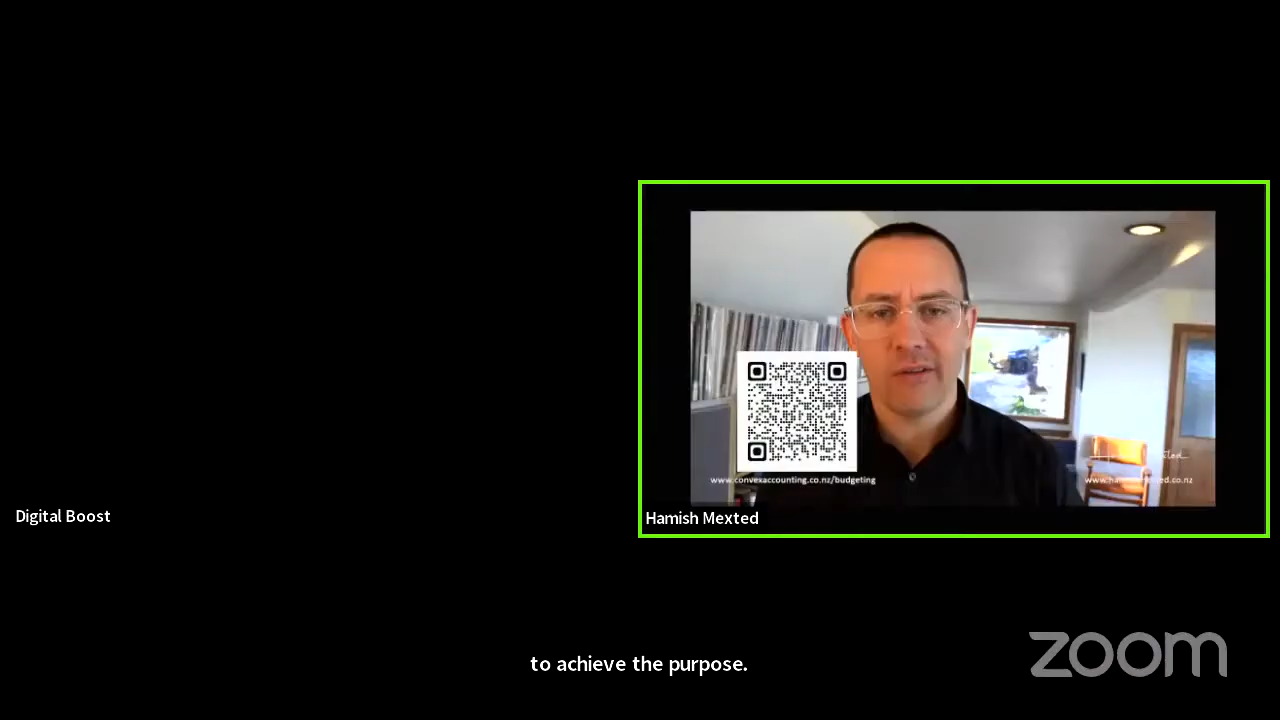 www.convexaccounting.co.nz/budgeting
Digital Boost
Hamish Mexted
to achieve the purpose.
zoom